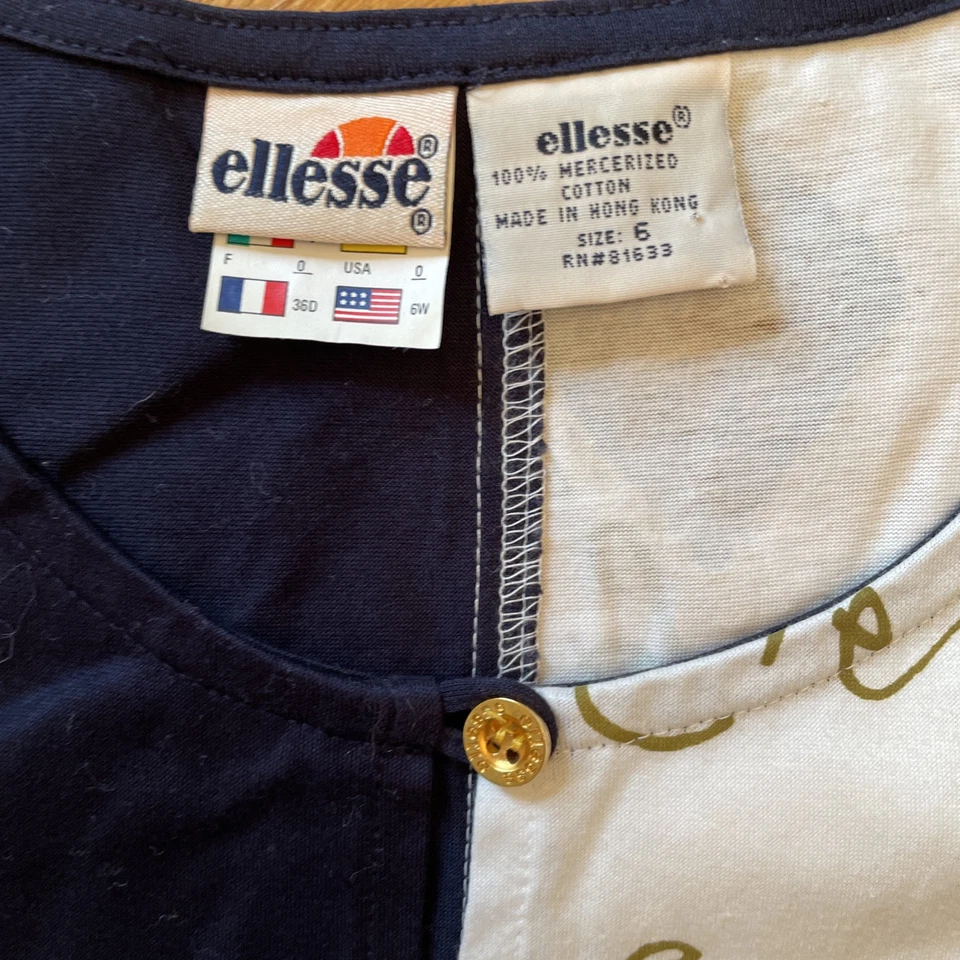 ellesse®
®
F 0 USA 0
36D 6W
ellesse®
100% MERCERIZED
COTTON
MADE IN HONG KONG
SIZE: 6
RN#81633